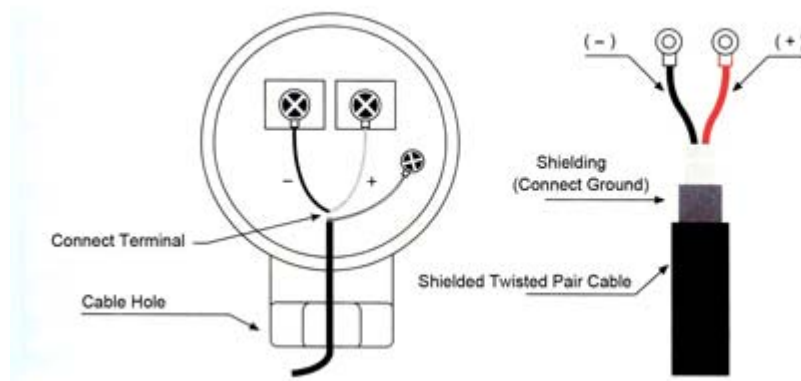 (−)
(+)
− +
Shielding
(Connect Ground)
Connect Terminal
Shielded Twisted Pair Cable
Cable Hole